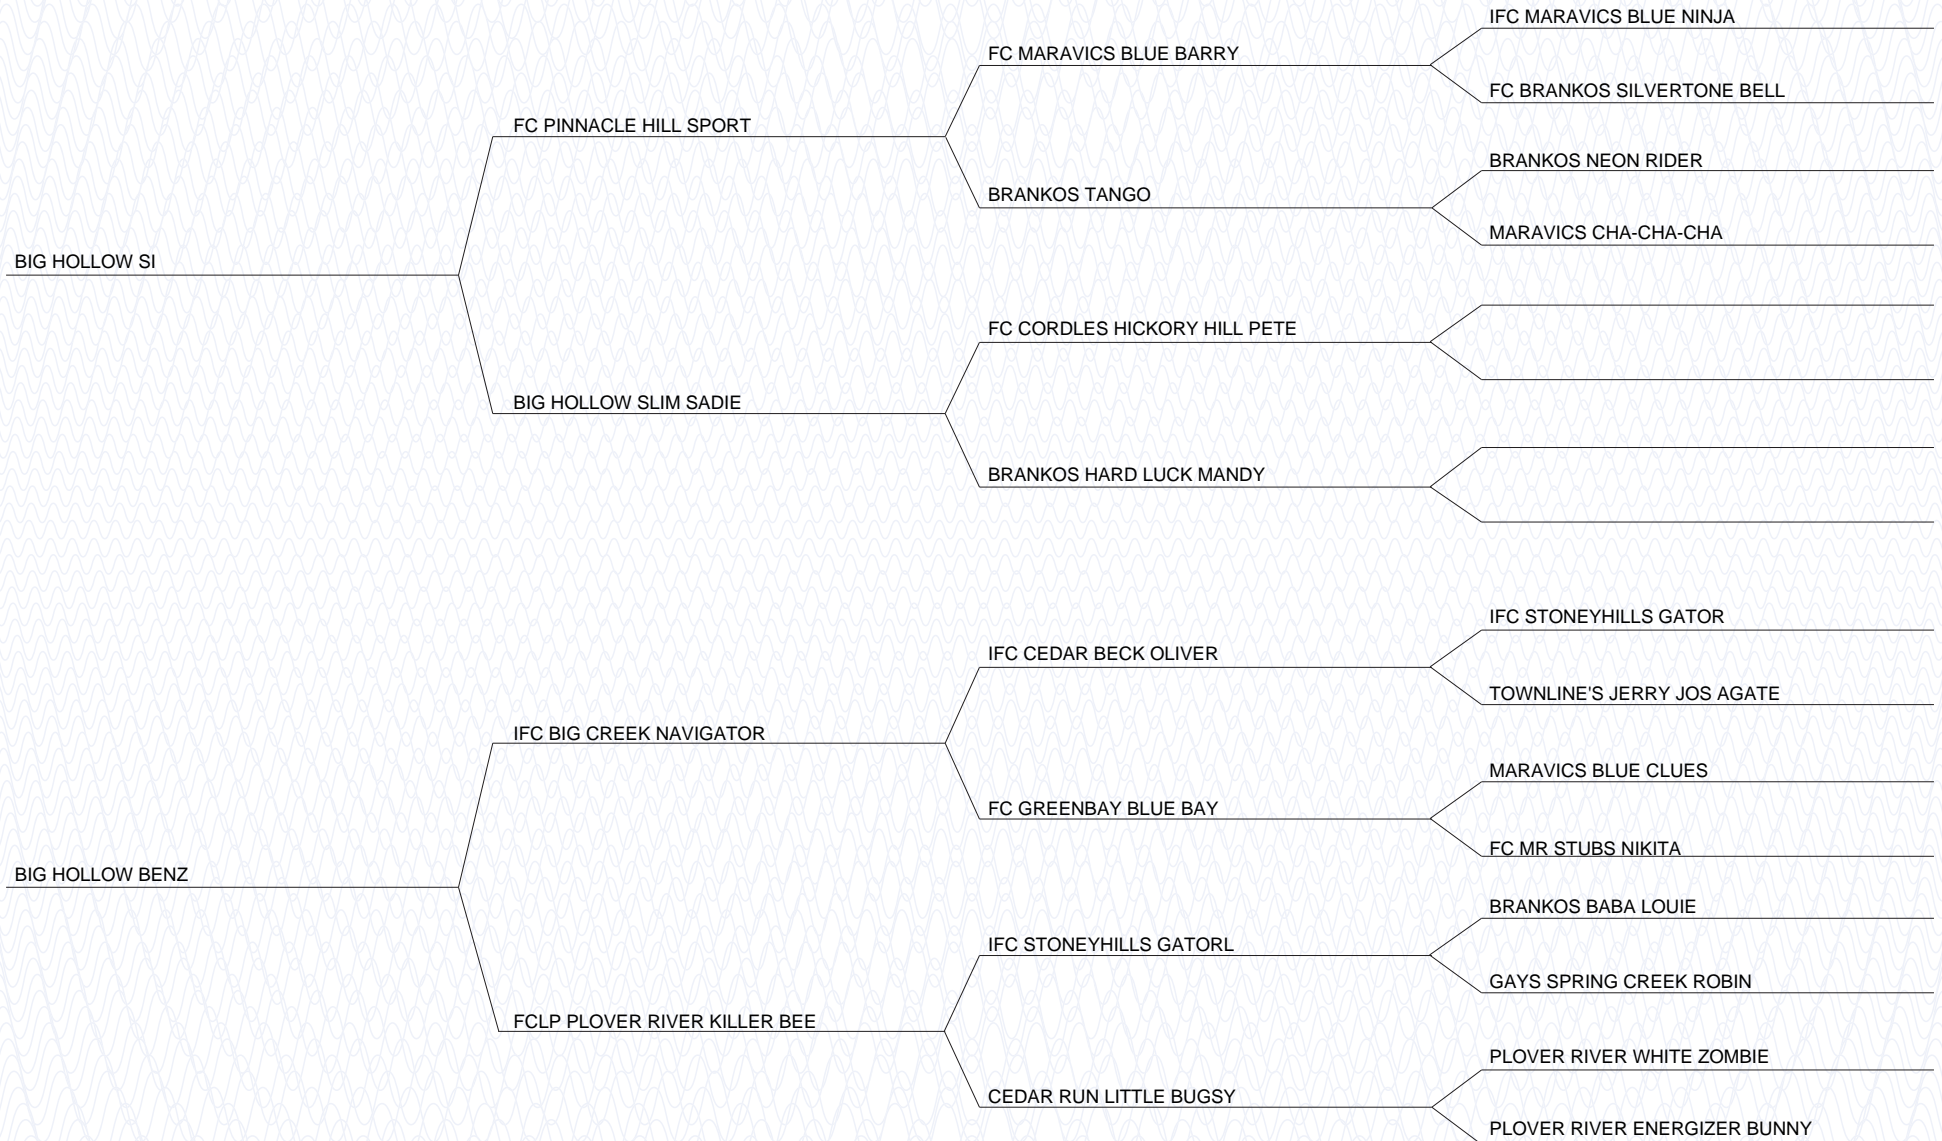 IFC MARAVICS BLUE NINJA
FC MARAVICS BLUE BARRY
FC BRANKOS SILVERTONE BELL
FC PINNACLE HILL SPORT
BRANKOS NEON RIDER
BRANKOS TANGO
MARAVICS CHA-CHA-CHA
BIG HOLLOW SI
FC CORDLES HICKORY HILL PETE
BIG HOLLOW SLIM SADIE
BRANKOS HARD LUCK MANDY
IFC STONEYHILLS GATOR
IFC CEDAR BECK OLIVER
TOWNLINE'S JERRY JOS AGATE
IFC BIG CREEK NAVIGATOR
MARAVICS BLUE CLUES
FC GREENBAY BLUE BAY
FC MR STUBS NIKITA
BIG HOLLOW BENZ
BRANKOS BABA LOUIE
IFC STONEYHILLS GATORL
GAYS SPRING CREEK ROBIN
FCLP PLOVER RIVER KILLER BEE
PLOVER RIVER WHITE ZOMBIE
CEDAR RUN LITTLE BUGSY
PLOVER RIVER ENERGIZER BUNNY